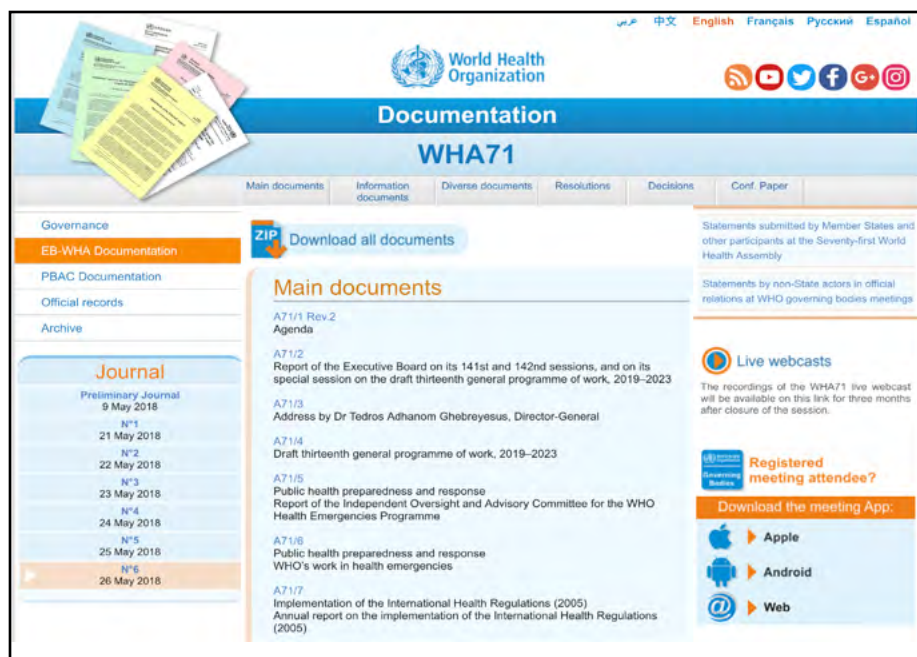 عربي 中文 English Français Русский Español
World Health
Organization
Documentation
WHA71
Main documents Information documents Diverse documents Resolutions Decisions Conf. Paper
Governance
EB-WHA Documentation
PBAC Documentation
Official records
Archive
Journal
Preliminary Journal
9 May 2018
N°1
21 May 2018
N°2
22 May 2018
N°3
23 May 2018
N°4
24 May 2018
N°5
25 May 2018
N°6
26 May 2018
ZIP Download all documents
Main documents
A71/1 Rev.2
Agenda
A71/2
Report of the Executive Board on its 141st and 142nd sessions, and on its
special session on the draft thirteenth general programme of work, 2019–2023
A71/3
Address by Dr Tedros Adhanom Ghebreyesus, Director-General
A71/4
Draft thirteenth general programme of work, 2019–2023
A71/5
Public health preparedness and response
Report of the Independent Oversight and Advisory Committee for the WHO
Health Emergencies Programme
A71/6
Public health preparedness and response
WHO's work in health emergencies
A71/7
Implementation of the International Health Regulations (2005)
Annual report on the implementation of the International Health Regulations
(2005)
Statements submitted by Member States and
other participants at the Seventy-first World
Health Assembly
Statements by non-State actors in official
relations at WHO governing bodies meetings
Live webcasts
The recordings of the WHA71 live webcast
will be available on this link for three months
after closure of the session.
Governing
Bodies
Registered
meeting attendee?
Download the meeting App:
Apple
Android
@ Web